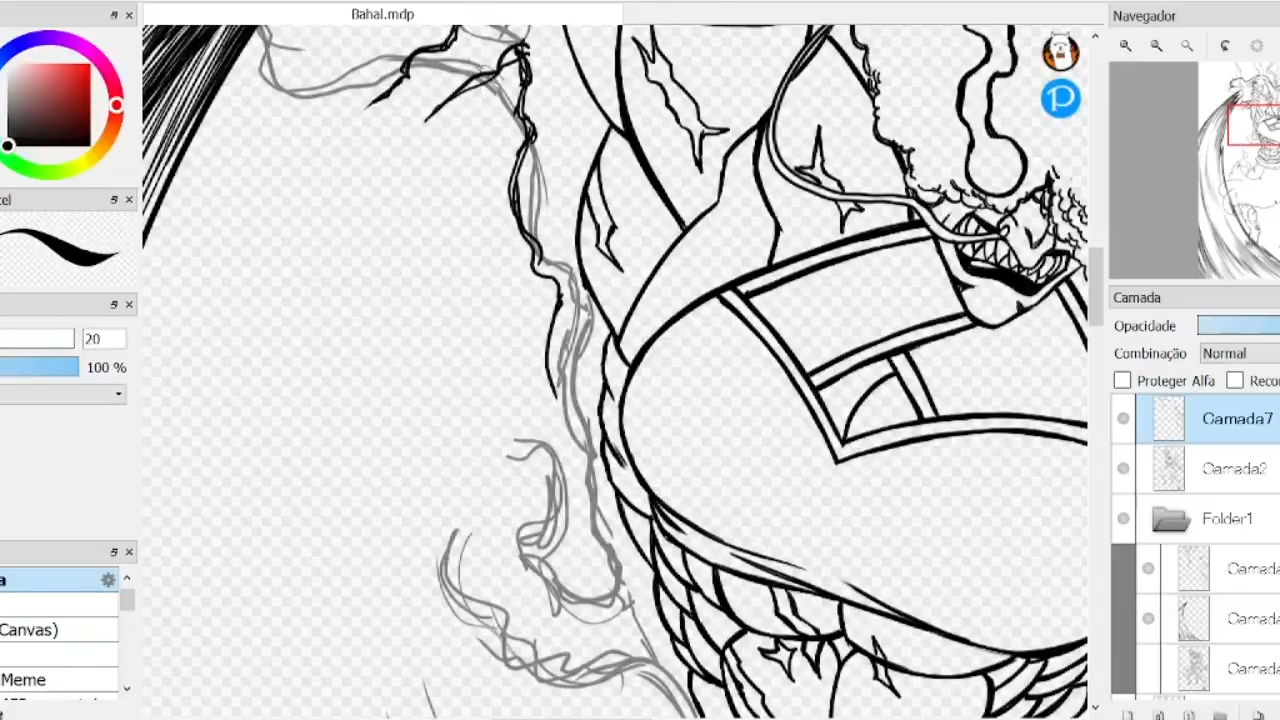 Bahal.mdp
Navegador
cel
20
100 %
Camada
Opacidade
Combinação Normal
Proteger Alfa Reco
Camada7
Camada2
Folder1
Camada
Camada
Camada
a
Canvas)
Meme